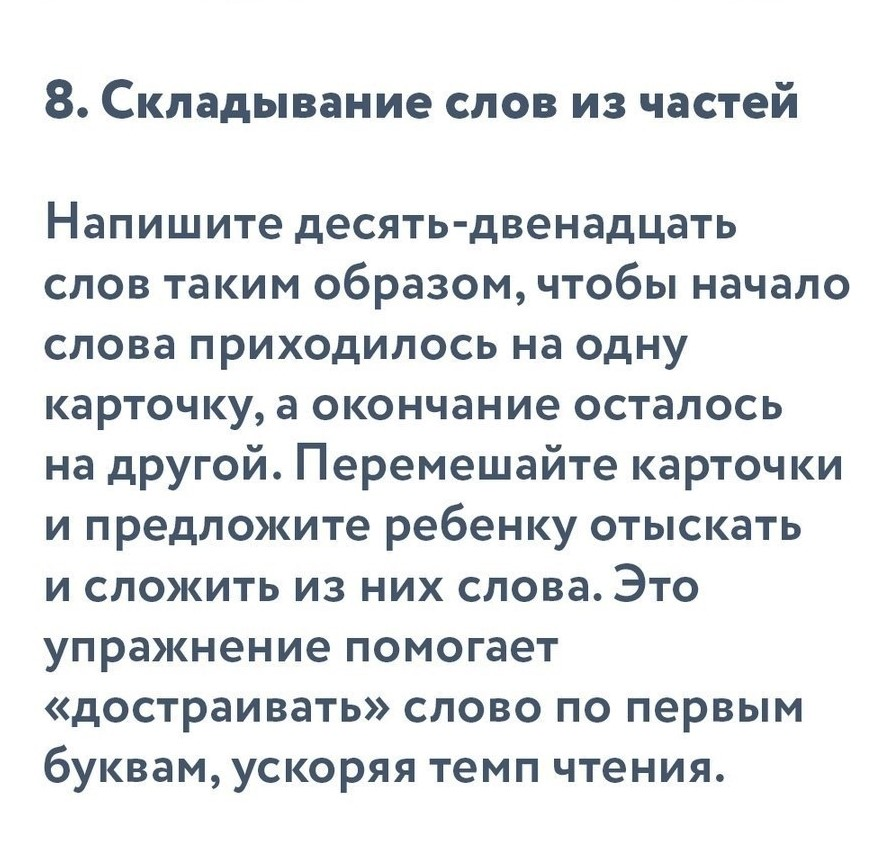 8. Складывание слов из частей
Напишите десять-двенадцать
слов таким образом, чтобы начало
слова приходилось на одну
карточку, а окончание осталось
на другой. Перемешайте карточки
и предложите ребенку отыскать
и сложить из них слова. Это
упражнение помогает
«достраивать» слово по первым
буквам, ускоряя темп чтения.